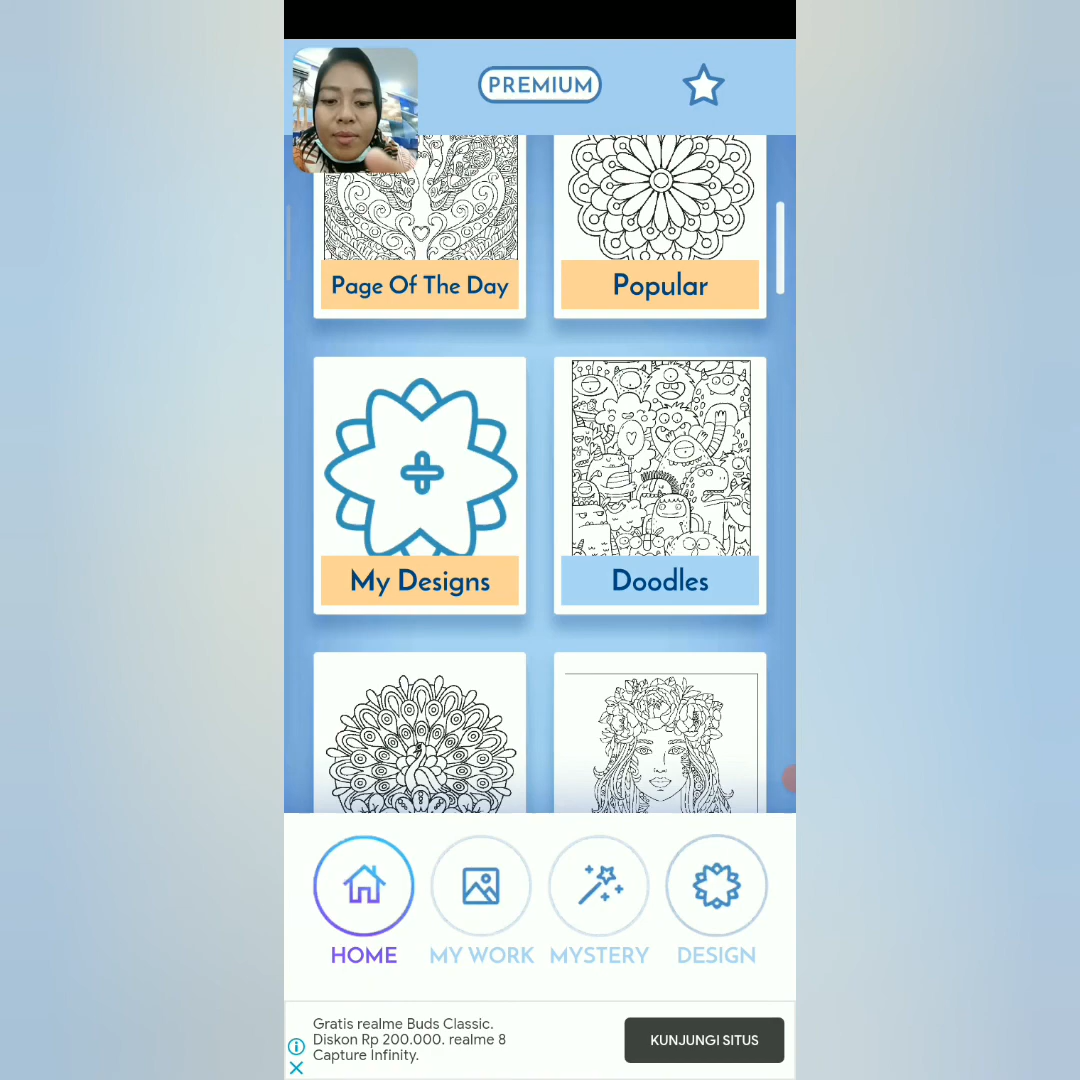 PREMIUM
Page Of The Day
Popular
My Designs
Doodles
HOME
MY WORK
MYSTERY
DESIGN
Gratis realme Buds Classic.
Diskon Rp 200.000. realme 8
Capture Infinity.
KUNJUNGI SITUS